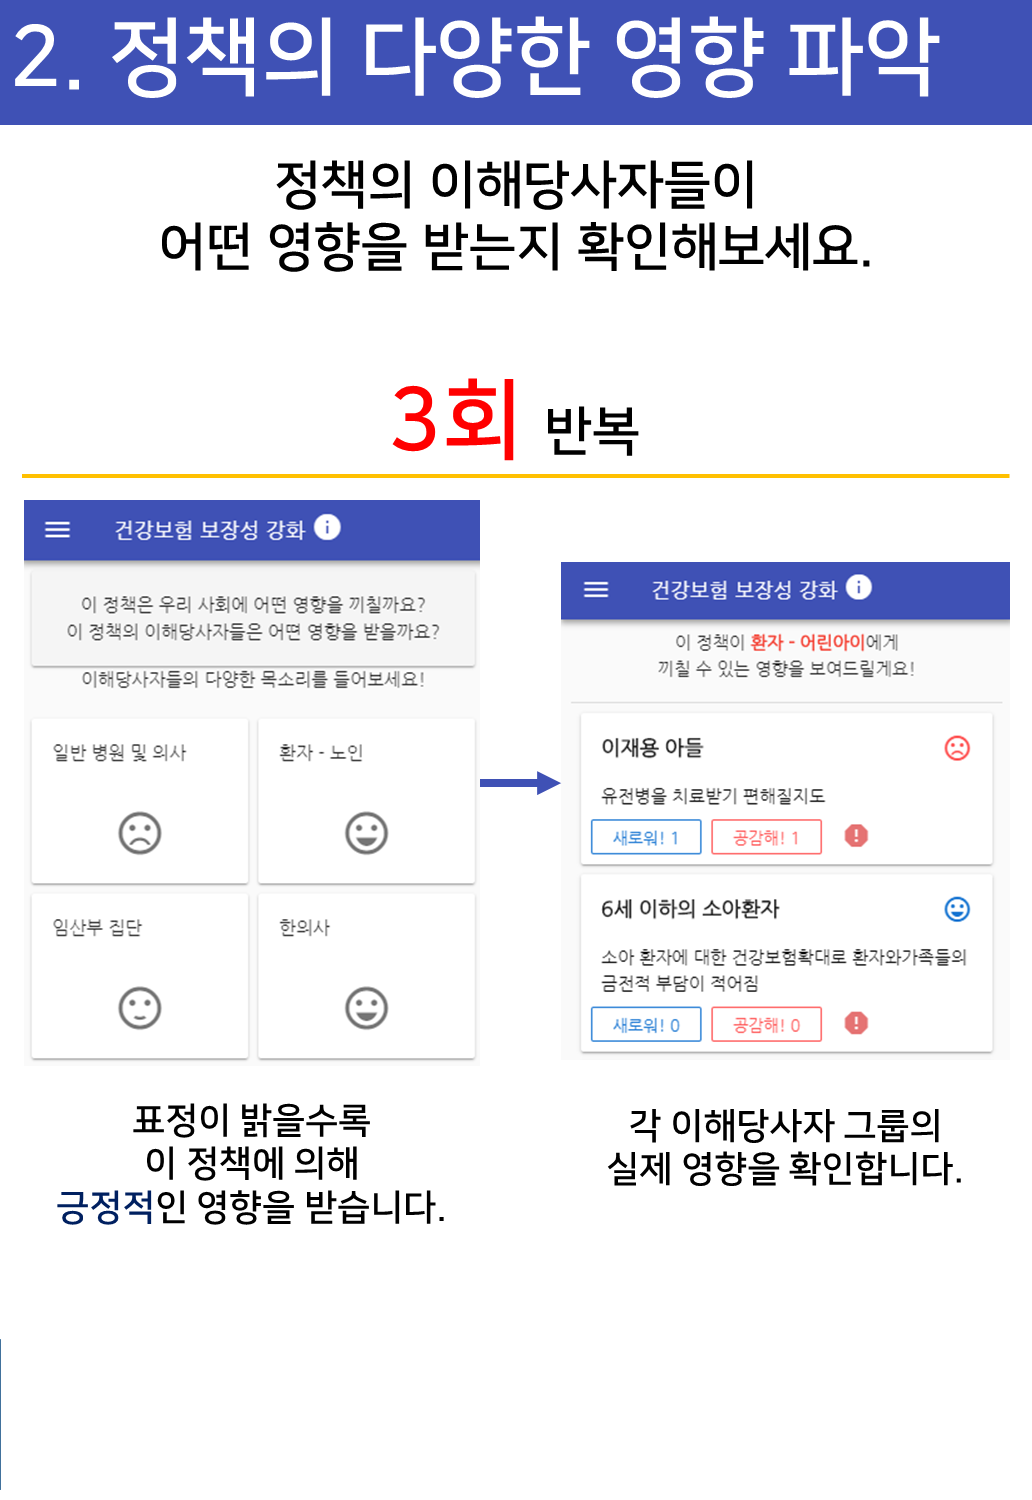 2. 정책의 다양한 영향 파악
정책의 이해당사자들이
어떤 영향을 받는지 확인해보세요.
3회 반복
건강보험 보장성 강화
이 정책은 우리 사회에 어떤 영향을 끼칠까요?
이 정책의 이해당사자들은 어떤 영향을 받을까요?
이해당사자들의 다양한 목소리를 들어보세요!
일반 병원 및 의사
환자 - 노인
임산부 집단
한의사
표정이 밝을수록
이 정책에 의해
긍정적인 영향을 받습니다.
건강보험 보장성 강화
이 정책이 환자 - 어린아이에게
끼칠 수 있는 영향을 보여드릴게요!
이재용 아들
유전병을 치료받기 편해질지도
새로워! 1 공감해! 1
6세 이하의 소아환자
소아 환자에 대한 건강보험확대로 환자와가족들의
금전적 부담이 적어짐
새로워! 0 공감해! 0
각 이해당사자 그룹의
실제 영향을 확인합니다.